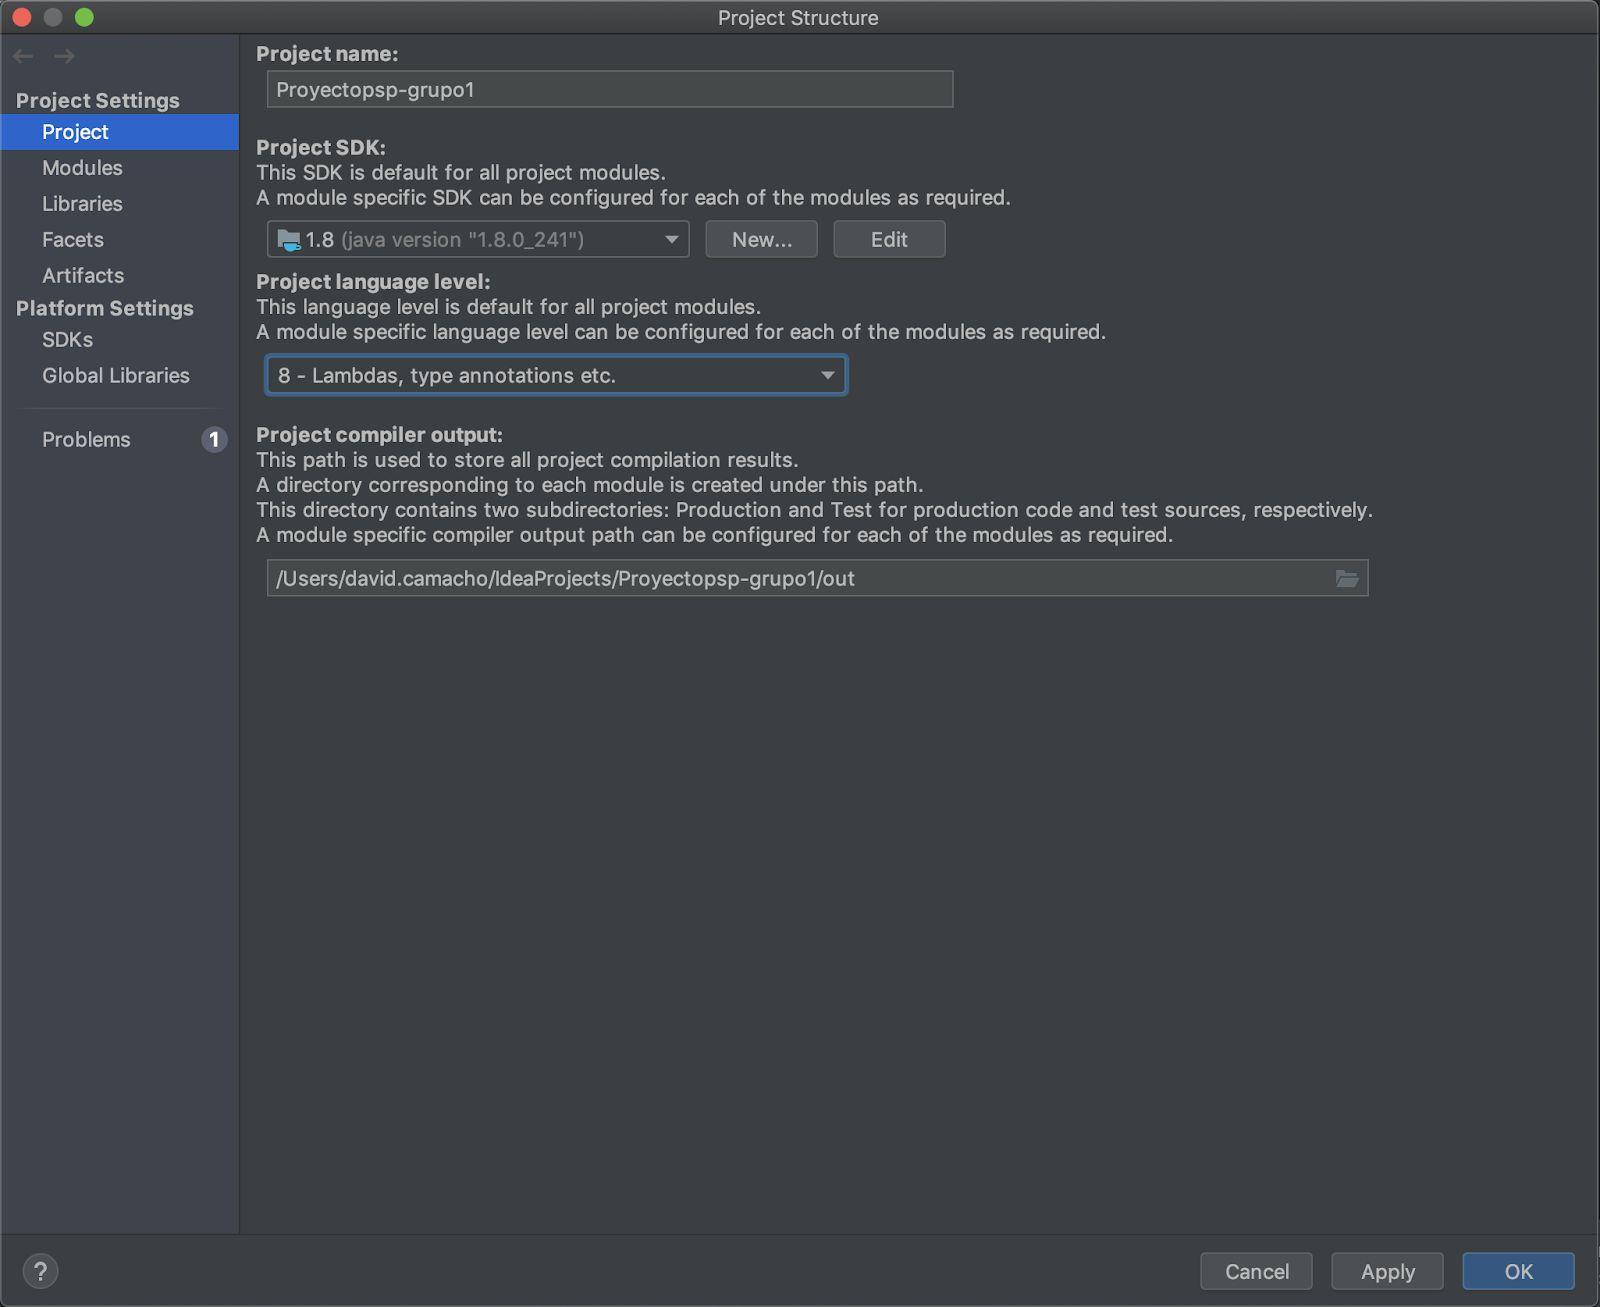 Project Structure
Project Settings
Project
Modules
Libraries
Facets
Artifacts
Platform Settings
SDKs
Global Libraries
Problems 1
Project name:
Proyectopsp-grupo1
Project SDK:
This SDK is default for all project modules.
A module specific SDK can be configured for each of the modules as required.
1.8 (java version "1.8.0_241") New... Edit
Project language level:
This language level is default for all project modules.
A module specific language level can be configured for each of the modules as required.
8 - Lambdas, type annotations etc.
Project compiler output:
This path is used to store all project compilation results.
A directory corresponding to each module is created under this path.
This directory contains two subdirectories: Production and Test for production code and test sources, respectively.
A module specific compiler output path can be configured for each of the modules as required.
/Users/david.camacho/IdeaProjects/Proyectopsp-grupo1/out
? Cancel Apply OK